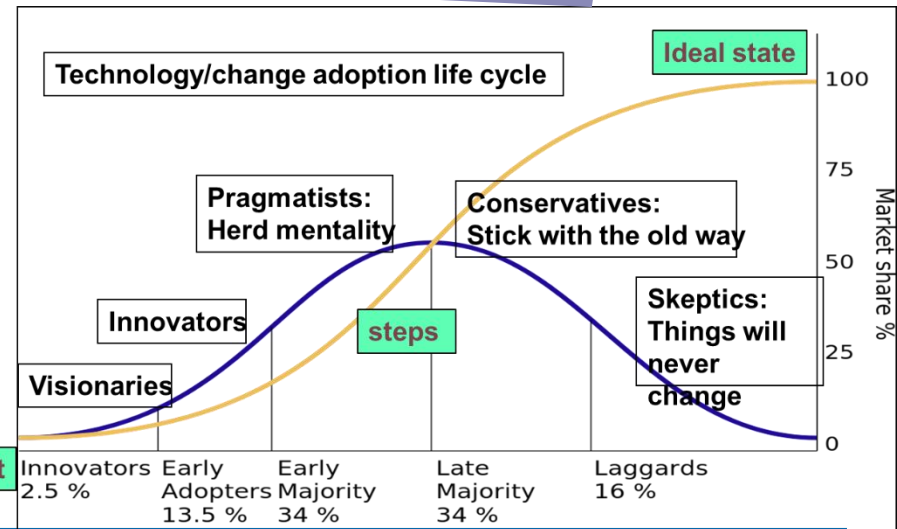 Ideal state
Technology/change adoption life cycle
100
75
Pragmatists:
Herd mentality
Conservatives:
Stick with the old way
Market share %
50
Skeptics:
Things will
never
change
Innovators
steps
25
Visionaries
0
t
Innovators
2.5 %
Early
Adopters
13.5 %
Early
Majority
34 %
Late
Majority
34 %
Laggards
16 %